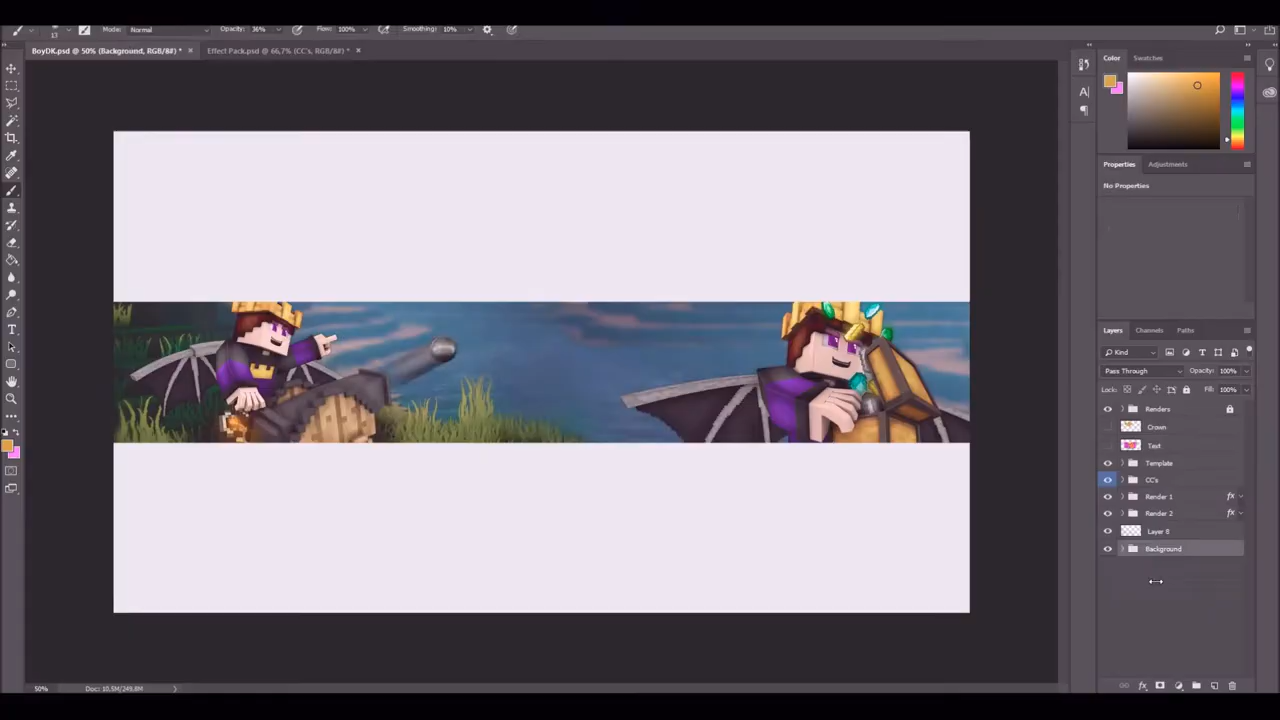 Mode: Normal Opacity: 36% Flow: 100% Smoothing: 10%
BoyDK.psd @ 50% (Background, RGB/8#) * × Effect Pack.psd @ 66,7% (CC's, RGB/8#) * ×
Color Swatches
Properties Adjustments
No Properties
Layers Channels Paths
Kind
Pass Through Opacity: 100%
Lock: Fill: 100%
Renders
Crown
Template
CC's
Render 1 fx
Render 2 fx
Layer 8
Background
50% Doc: 10,5M/249,8M